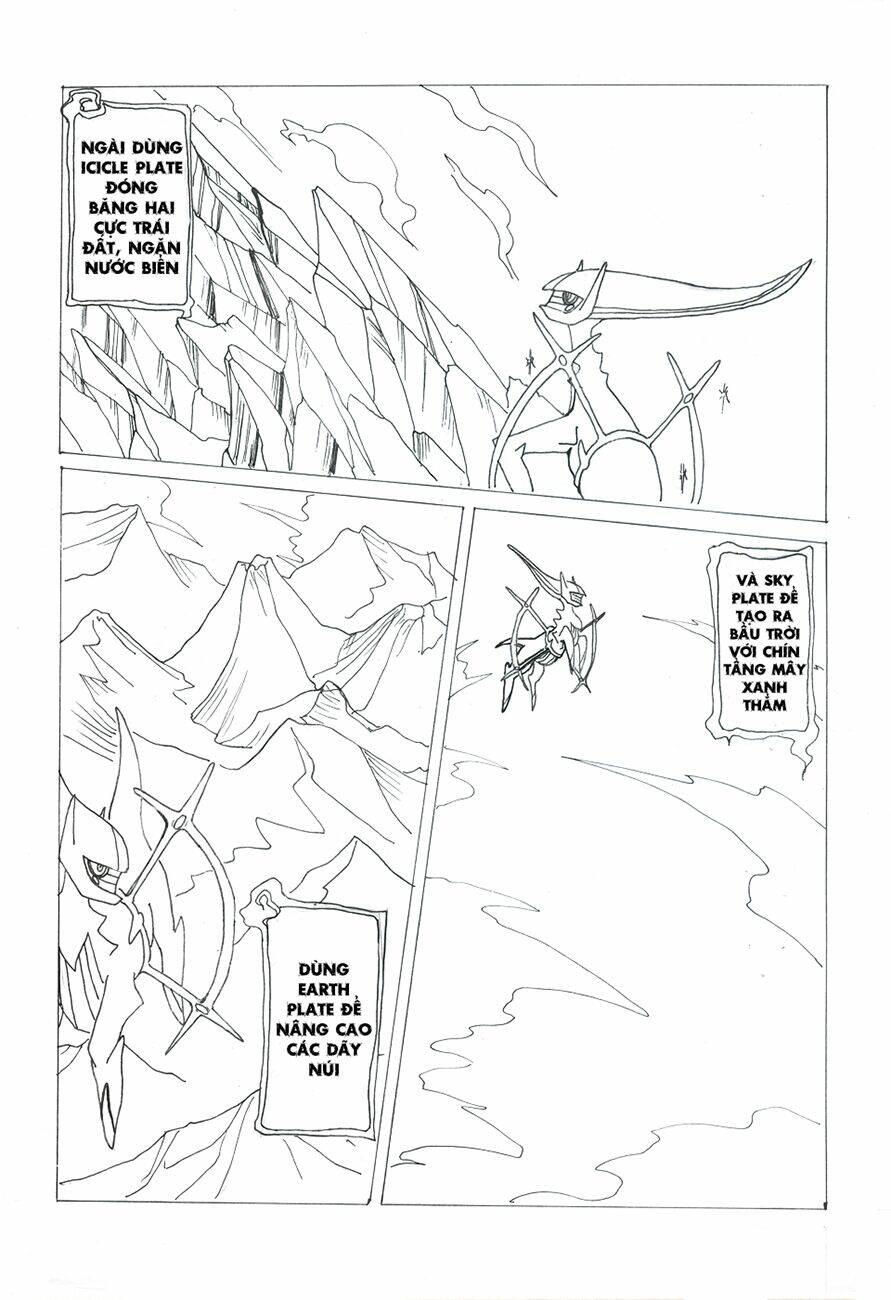 NGÀI DÙNG
ICICLE PLATE
ĐÓNG
BĂNG HAI
CỰC TRÁI
ĐẤT, NGẶN
NƯỚC BIỂN
DÙNG
EARTH
PLATE ĐỂ
NÂNG CAO
CÁC DÃY
NÚI
VÀ SKY
PLATE ĐỂ
TẠO RA
BẦU TRỜI
VỚI CHÍN
TẦNG MÂY
XANH
THẲM